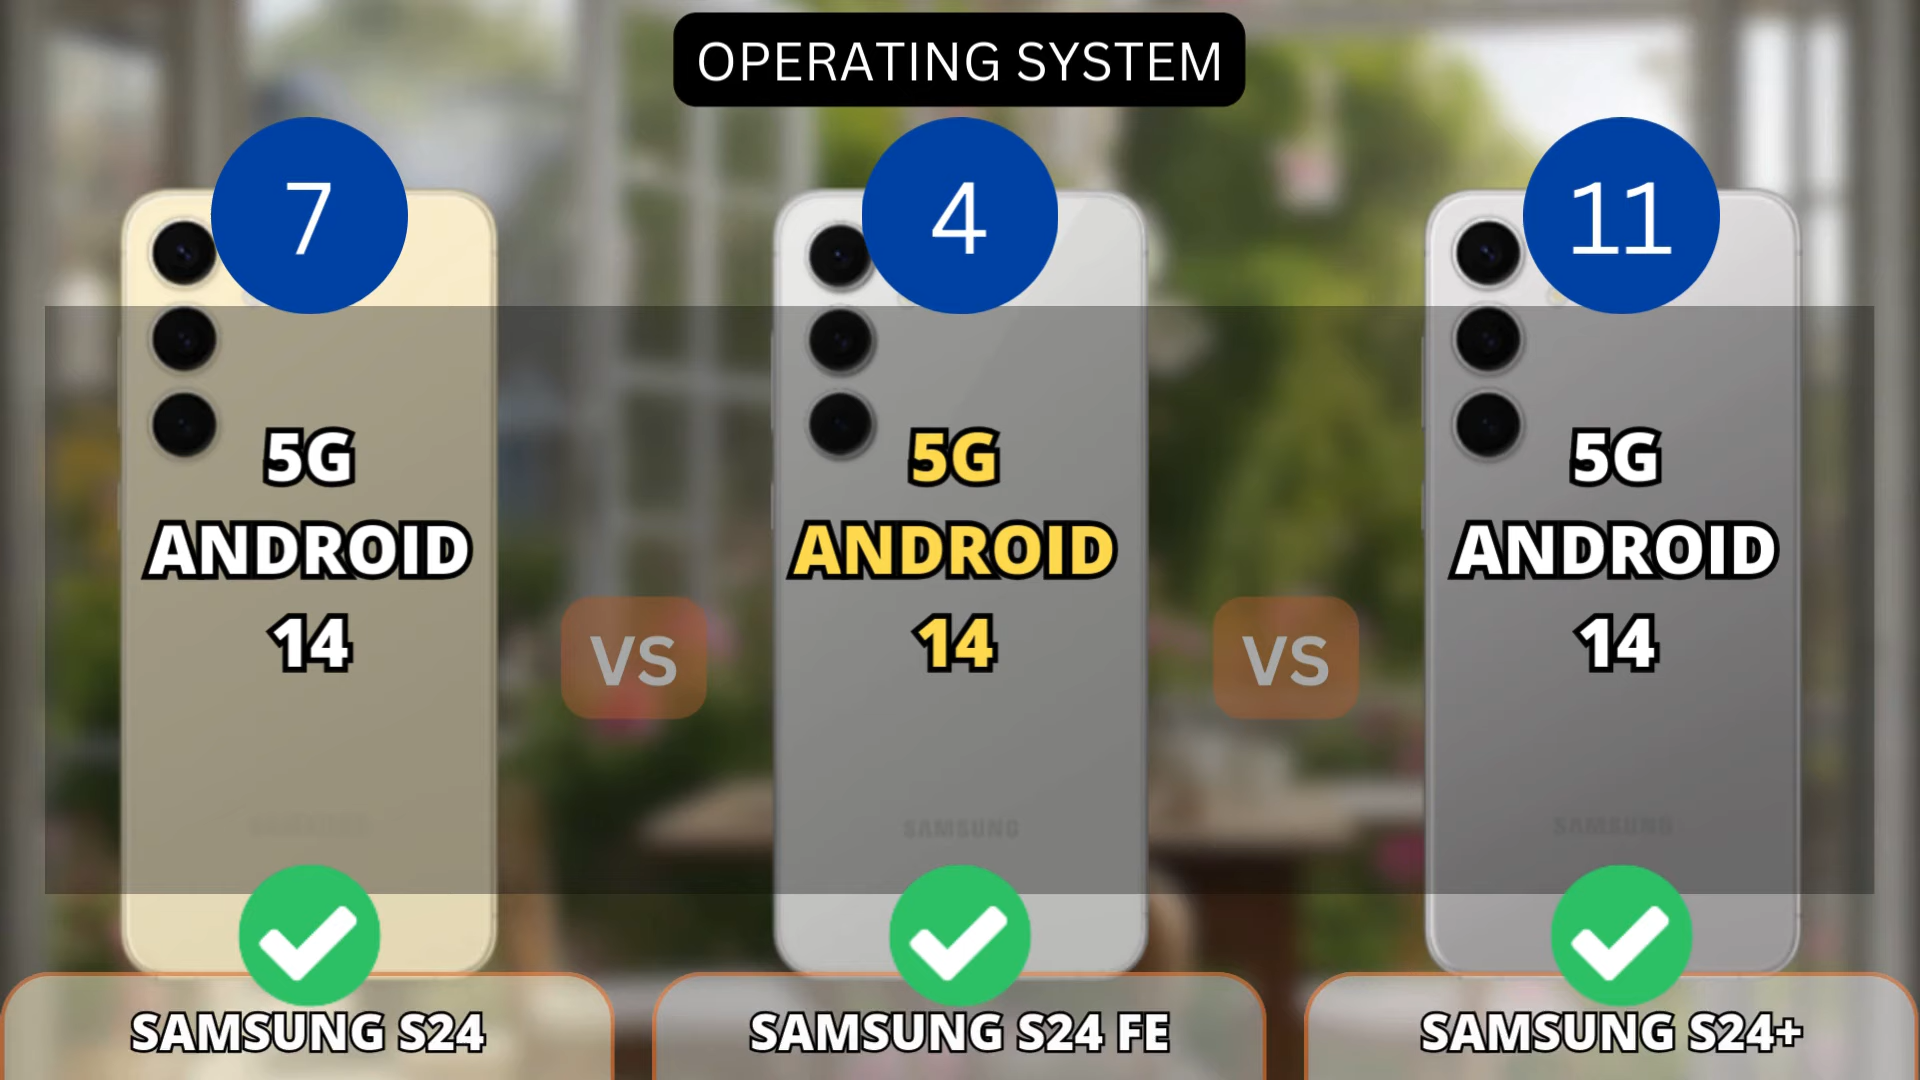 OPERATING SYSTEM
7
4
11
5G
ANDROID
14
5G
ANDROID
14
5G
ANDROID
14
VS
VS
SAMSUNG
SAMSUNG
SAMSUNG
SAMSUNG S24
SAMSUNG S24 FE
SAMSUNG S24+